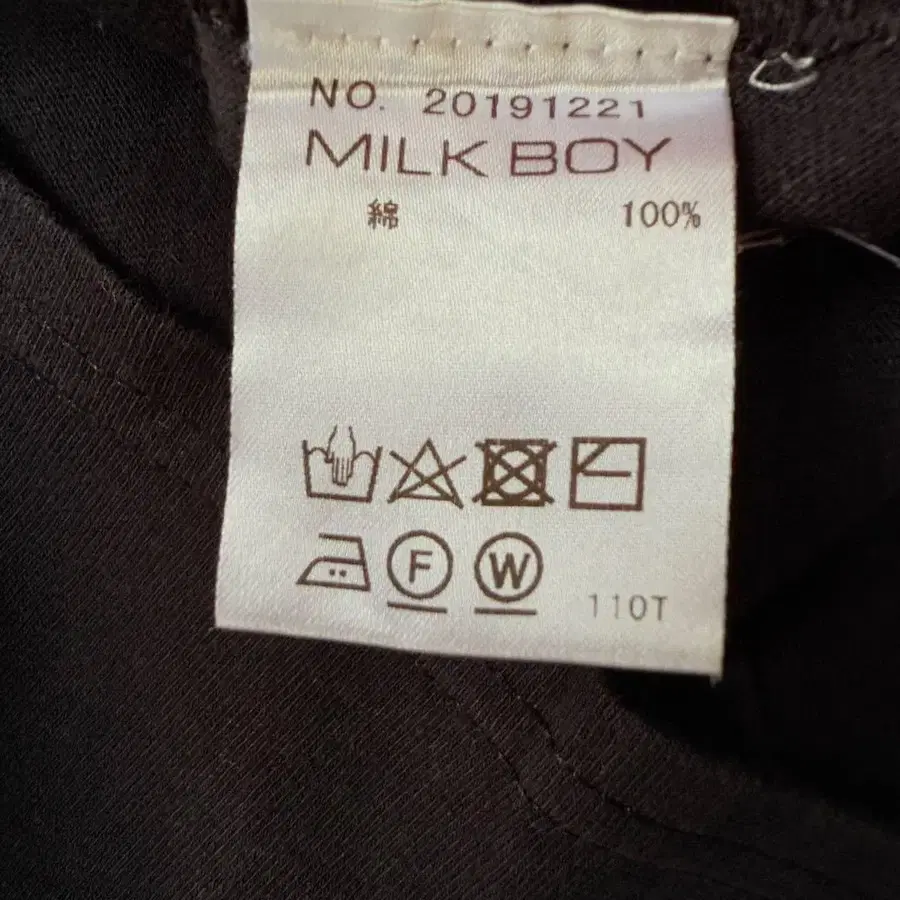 NO. 20191221
MILK BOY
綿 100%
F W 110T